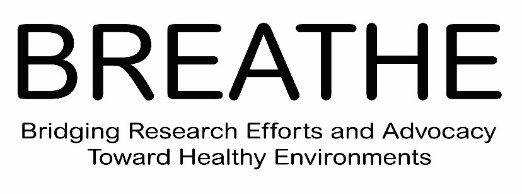 BREATHE
Bridging Research Efforts and Advocacy
Toward Healthy Environments